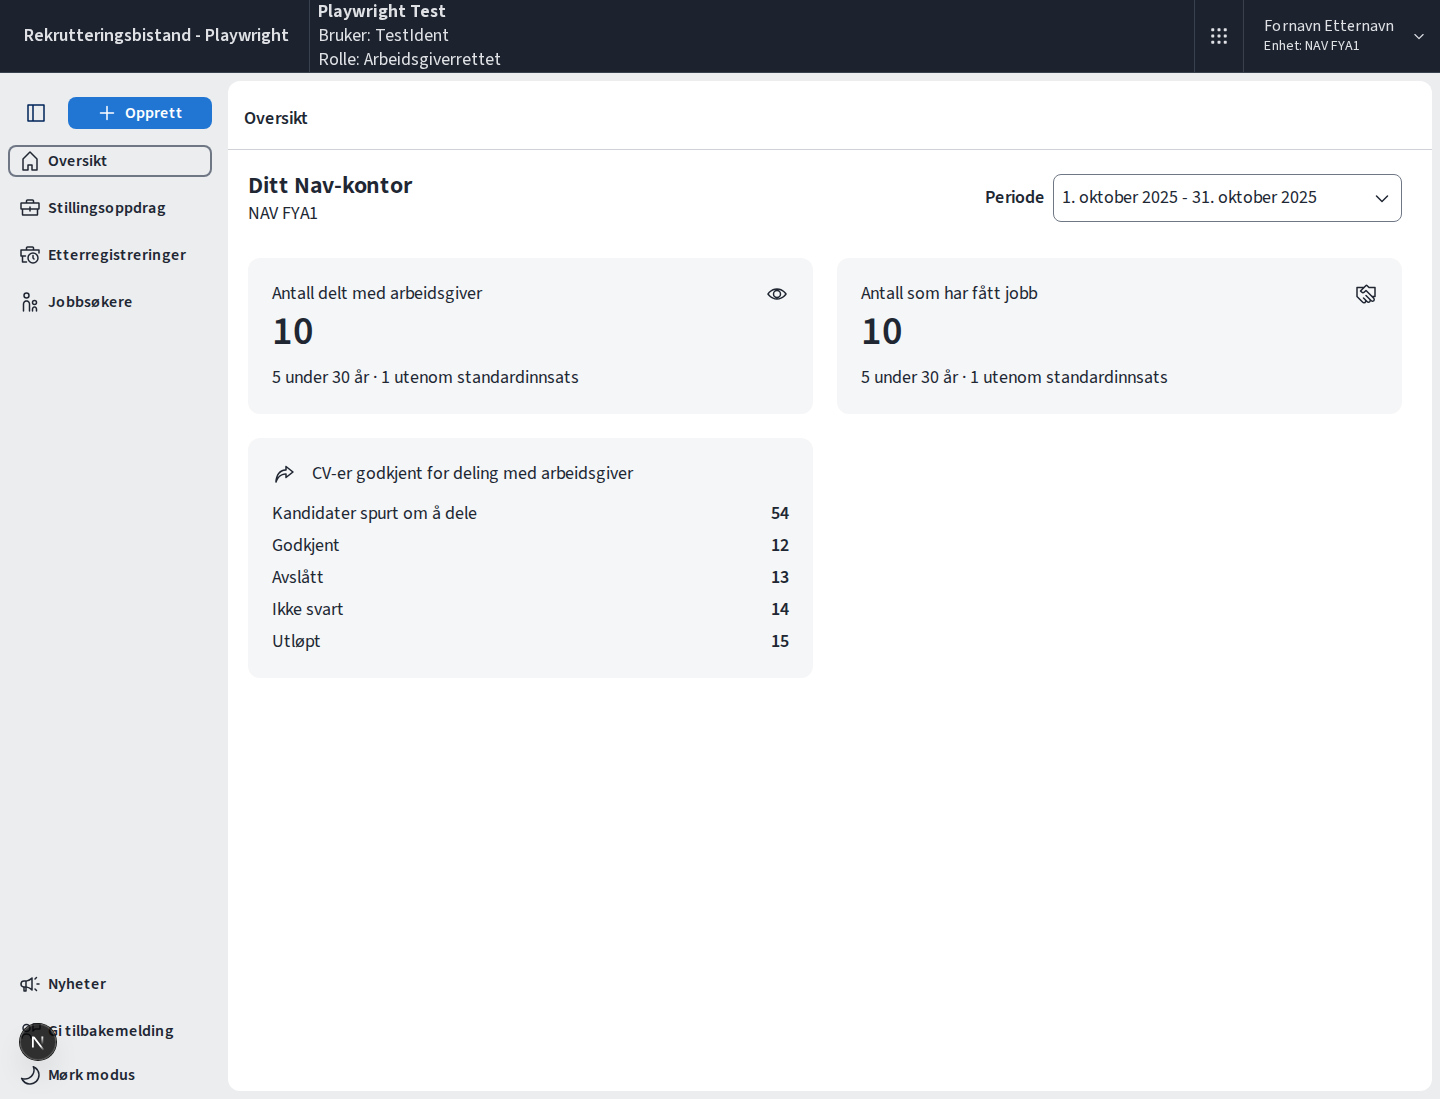 Rekrutteringsbistand - Playwright
Playwright Test
Bruker: TestIdent
Rolle: Arbeidsgiverrettet
Fornavn Etternavn
Enhet: NAV FYA1
Opprett
Oversikt
Stillingsoppdrag
Etterregistreringer
Jobbsøkere
Nyheter
Gi tilbakemelding
N
Mørk modus
Oversikt
Ditt Nav-kontor
NAV FYA1
Periode
1. oktober 2025 - 31. oktober 2025
Antall delt med arbeidsgiver
10
5 under 30 år · 1 utenom standardinnsats
Antall som har fått jobb
10
5 under 30 år · 1 utenom standardinnsats
CV-er godkjent for deling med arbeidsgiver
Kandidater spurt om å dele 54
Godkjent 12
Avslått 13
Ikke svart 14
Utløpt 15